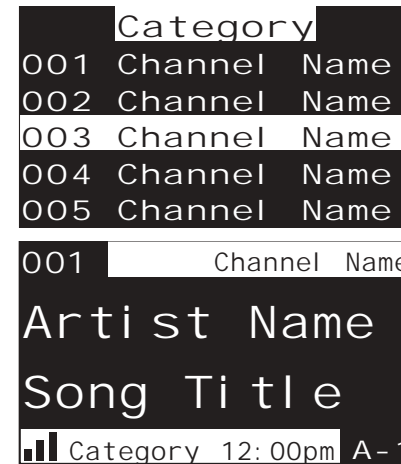 Category
001 Channel Name
002 Channel Name
003 Channel Name
004 Channel Name
005 Channel Name
001 Channel Name
Artist Name
Song Title
Category 12:00pm A-1